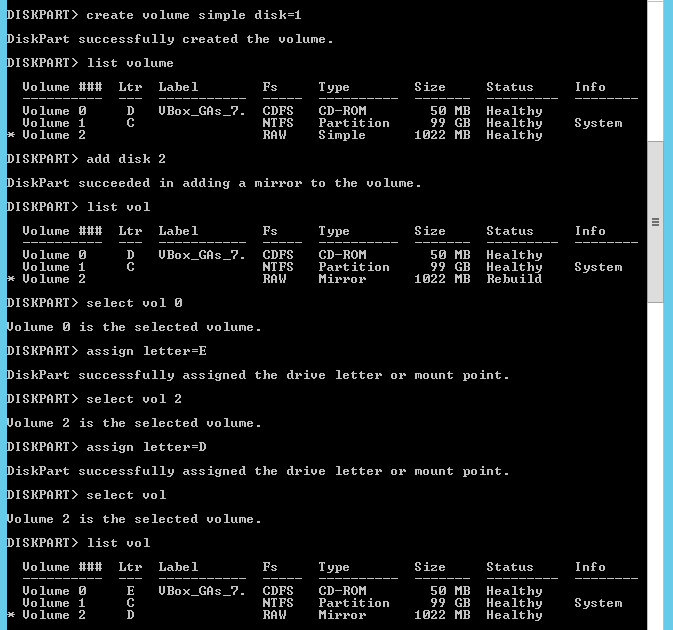 DISKPART> create volume simple disk=1
DiskPart successfully created the volume.
DISKPART> list volume
  Volume ###  Ltr  Label        Fs     Type        Size     Status     Info
  ----------  ---  -----------  -----  ----------  -------  ---------  --------
  Volume 0     D   VBox_GAs_7.  CDFS   CD-ROM        50 MB  Healthy
  Volume 1     C                NTFS   Partition     99 GB  Healthy    System
* Volume 2                      RAW    Simple      1022 MB  Healthy
DISKPART> add disk 2
DiskPart succeeded in adding a mirror to the volume.
DISKPART> list vol
  Volume ###  Ltr  Label        Fs     Type        Size     Status     Info
  ----------  ---  -----------  -----  ----------  -------  ---------  --------
  Volume 0     D   VBox_GAs_7.  CDFS   CD-ROM        50 MB  Healthy
  Volume 1     C                NTFS   Partition     99 GB  Healthy    System
* Volume 2                      RAW    Mirror      1022 MB  Rebuild
DISKPART> select vol 0
Volume 0 is the selected volume.
DISKPART> assign letter=E
DiskPart successfully assigned the drive letter or mount point.
DISKPART> select vol 2
Volume 2 is the selected volume.
DISKPART> assign letter=D
DiskPart successfully assigned the drive letter or mount point.
DISKPART> select vol
Volume 2 is the selected volume.
DISKPART> list vol
  Volume ###  Ltr  Label        Fs     Type        Size     Status     Info
  ----------  ---  -----------  -----  ----------  -------  ---------  --------
  Volume 0     E   VBox_GAs_7.  CDFS   CD-ROM        50 MB  Healthy
  Volume 1     C                NTFS   Partition     99 GB  Healthy    System
* Volume 2     D                RAW    Mirror      1022 MB  Healthy